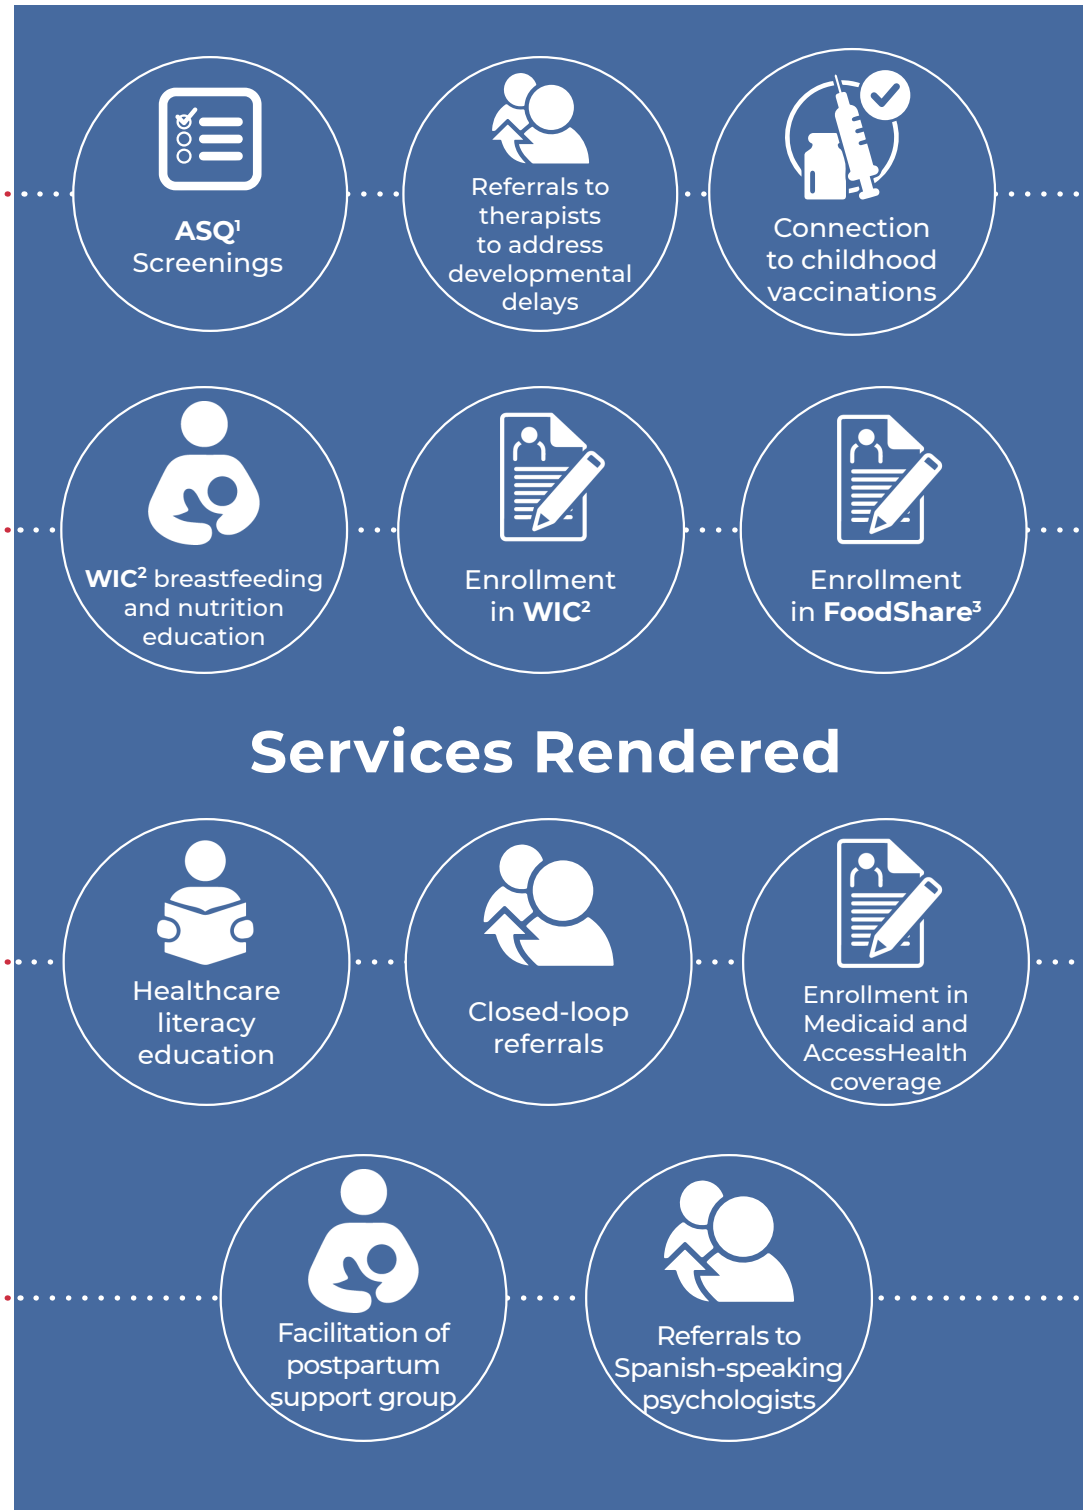 ASQ¹
Screenings
Referrals to
therapists
to address
developmental
delays
Connection
to childhood
vaccinations
WIC² breastfeeding
and nutrition
education
Enrollment
in WIC²
Enrollment
in FoodShare³
Services Rendered
Healthcare
literacy
education
Closed-loop
referrals
Enrollment in
Medicaid and
AccessHealth
coverage
Facilitation of
postpartum
support group
Referrals to
Spanish-speaking
psychologists